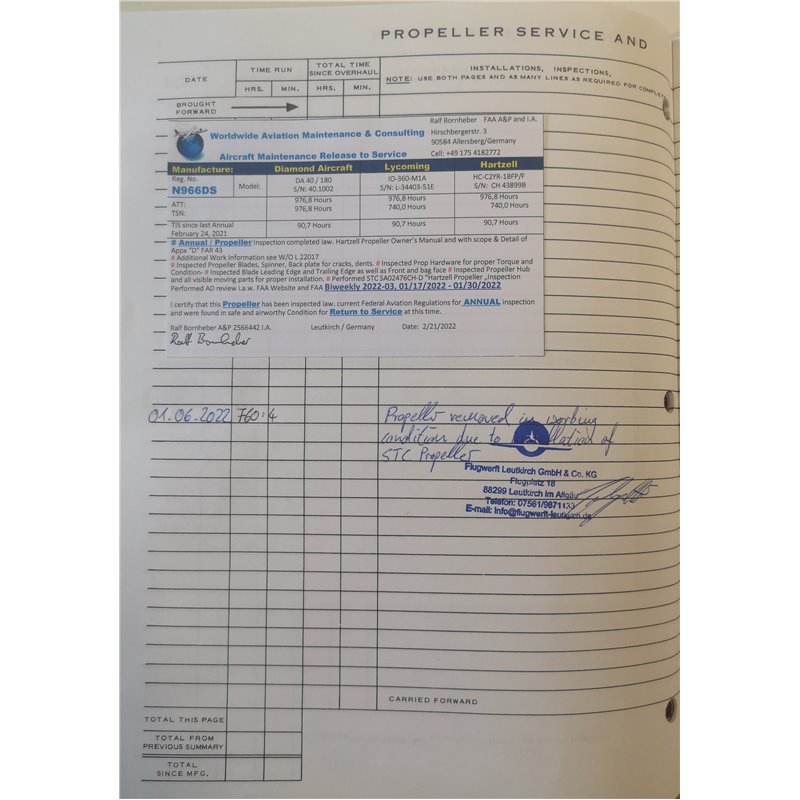 PROPELLER SERVICE AND
DATE
TIME RUN
TOTAL TIME
SINCE OVERHAUL
INSTALLATIONS, INSPECTIONS,
NOTE: USE BOTH PAGES AND AS MANY LINES AS REQUIRED FOR COMPLETE
HRS. MIN. HRS. MIN.
BROUGHT
FORWARD
Ralf Bornheber FAA A&P and I.A.
Worldwide Aviation Maintenance & Consulting
Hirschbergerstr. 3
90584 Allersberg/Germany
Aircraft Maintenance Release to Service
Cell: +49 175 4182772
Manufacture: Diamond Aircraft Lycoming Hartzell
Reg. No.
N966DS
Model:
DA 40 / 180
S/N: 40.1002
IO-360-M1A
S/N: L-34403-51E
HC-C2YR-1BFP/F
S/N: CH 43899B
ATT: 976,8 Hours 976,8 Hours 976,8 Hours
TSN: 976,8 Hours 740,0 Hours 740,0 Hours
TIS since last Annual
February 24, 2021
90,7 Hours 90,7 Hours 90,7 Hours
# Annual / Propeller Inspection completed iaw. Hartzell Propeller Owner's Manual and with scope & Detail of
Appx "D" FAR 43
# Additional Work Information see W/O L 22017
# Inspected Propeller Blades, Spinner, Back plate for cracks, dents. # Inspected Prop Hardware for proper Torque and
Condition- # Inspected Blade Leading Edge and Trailing Edge as well as Front and bag face # Inspected Propeller Hub
and all visible moving parts for proper installation. # Performed STC SA02476CH-D "Hartzell Propeller „Inspection
Performed AD review i.a.w. FAA Website and FAA Biweekly 2022-03, 01/17/2022 - 01/30/2022
I certify that this Propeller has been inspected iaw. current Federal Aviation Regulations for ANNUAL inspection
and were found in safe and airworthy Condition for Return to Service at this time.
Ralf Bornheber A&P 2566442 I.A. Leutkirch / Germany Date: 2/21/2022
Ralf Bornheber
01.06.2022 760:4 Propeller removed in working
condition due to installation of
STC Propeller
Flugwerft Leutkirch GmbH & Co. KG
Flugplatz 18
88299 Leutkirch im Allgäu
Telefon: 07561/9871133
E-mail: info@flugwerft-leutkirch.de
CARRIED FORWARD
TOTAL THIS PAGE
TOTAL FROM
PREVIOUS SUMMARY
TOTAL
SINCE MFG.